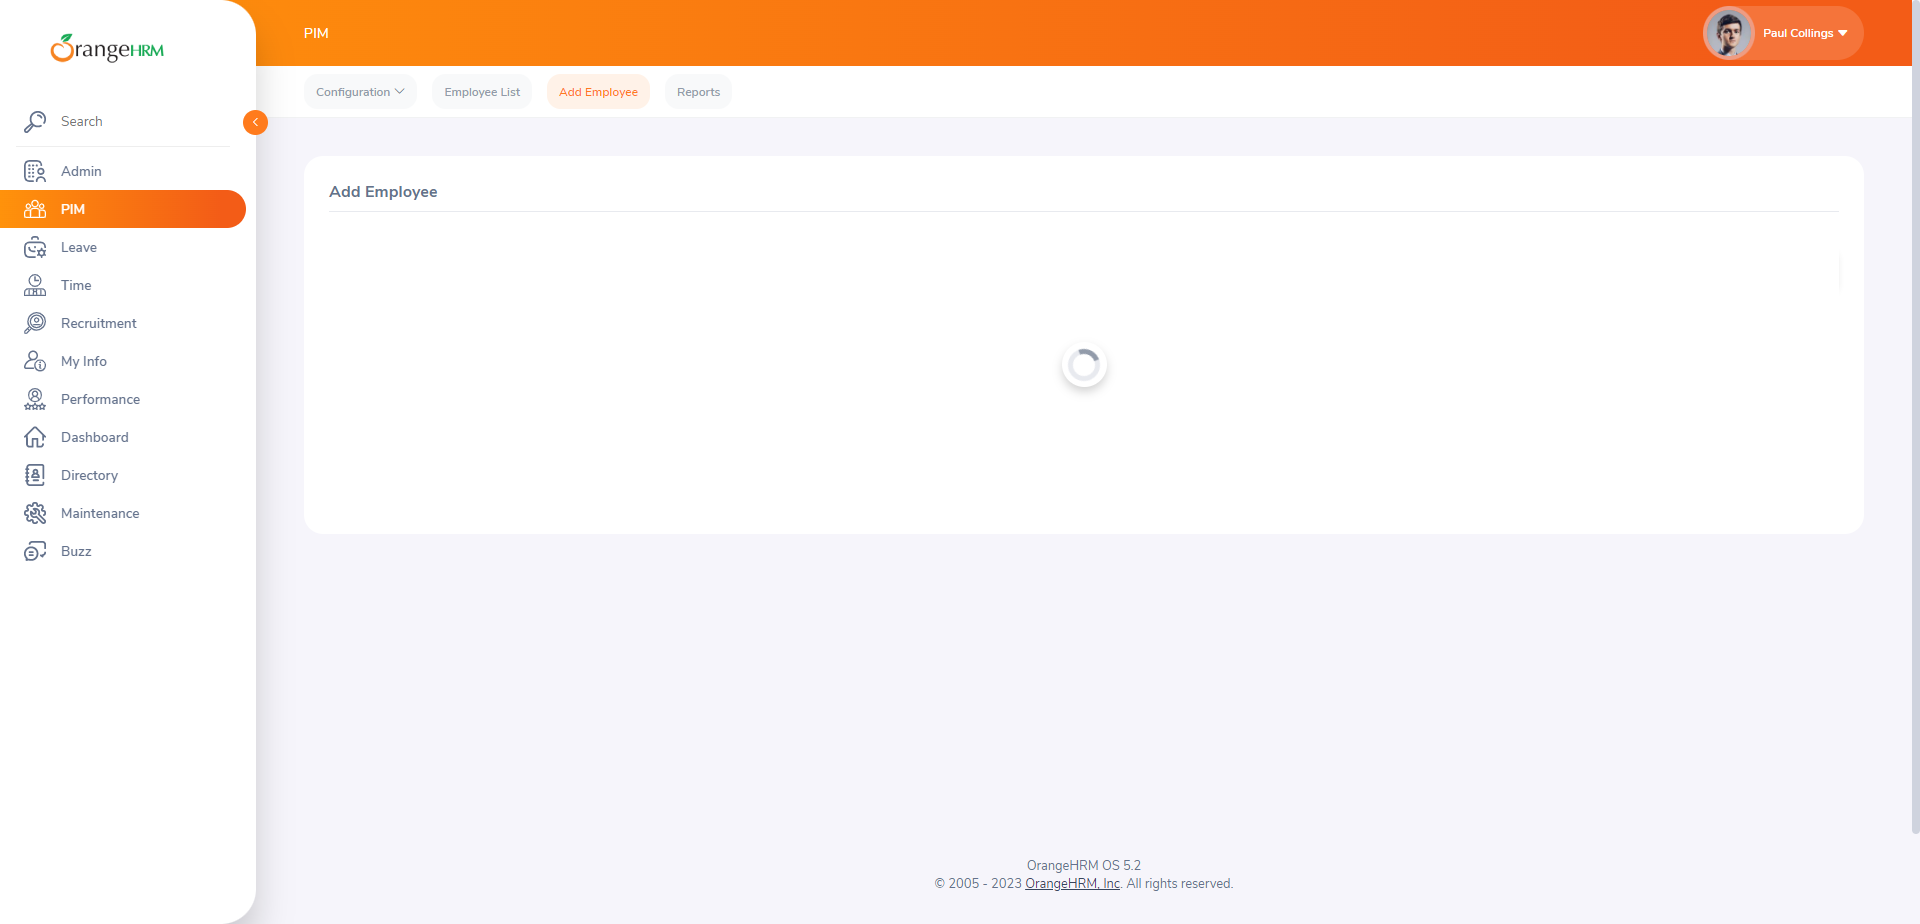 OrangeHRM
PIM
Paul Collings
Configuration
Employee List
Add Employee
Reports
Search
Admin
PIM
Leave
Time
Recruitment
My Info
Performance
Dashboard
Directory
Maintenance
Buzz
Add Employee
OrangeHRM OS 5.2
© 2005 - 2023 OrangeHRM, Inc. All rights reserved.